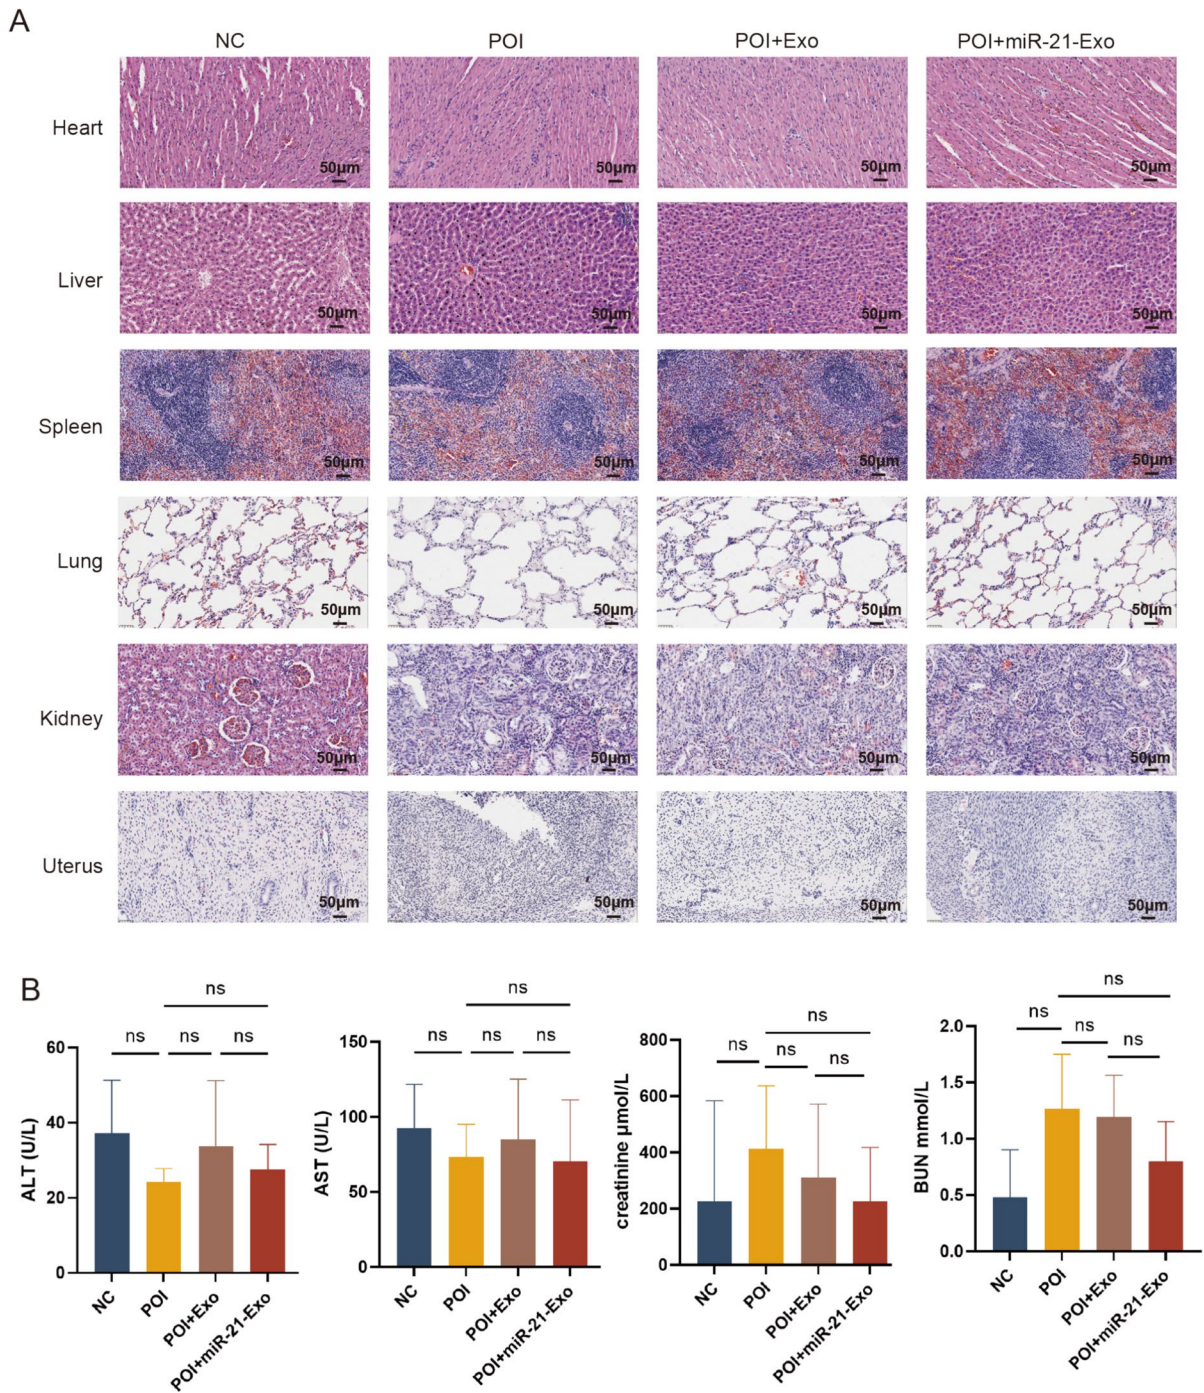 A
NC POI POI+Exo POI+miR-21-Exo
Heart
50μm 50μm 50μm 50μm
Liver
50μm 50μm 50μm 50μm
Spleen
50μm 50μm 50μm 50μm
Lung
50μm 50μm 50μm 50μm
Kidney
50μm 50μm 50μm 50μm
Uterus
50μm 50μm 50μm 50μm
B
ns
ns ns ns
ALT (U/L)
60
40
20
0
NC POI POI+Exo POI+miR-21-Exo
ns
ns ns ns
AST (U/L)
150
100
50
0
NC POI POI+Exo POI+miR-21-Exo
ns
ns ns ns
creatinine μmol/L
800
600
400
200
0
NC POI POI+Exo POI+miR-21-Exo
ns
ns ns ns
BUN mmol/L
2.0
1.5
1.0
0.5
0.0
NC POI POI+Exo POI+miR-21-Exo